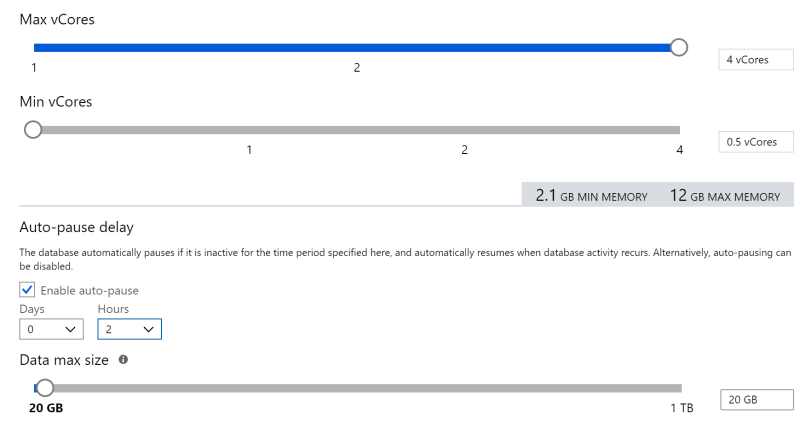 Max vCores
1 2
4 vCores
Min vCores
1 2 4
0.5 vCores
2.1 GB MIN MEMORY 12 GB MAX MEMORY
Auto-pause delay
The database automatically pauses if it is inactive for the time period specified here, and automatically resumes when database activity recurs. Alternatively, auto-pausing can
be disabled.
Enable auto-pause
Days Hours
0 2
Data max size
20 GB 1 TB
20 GB